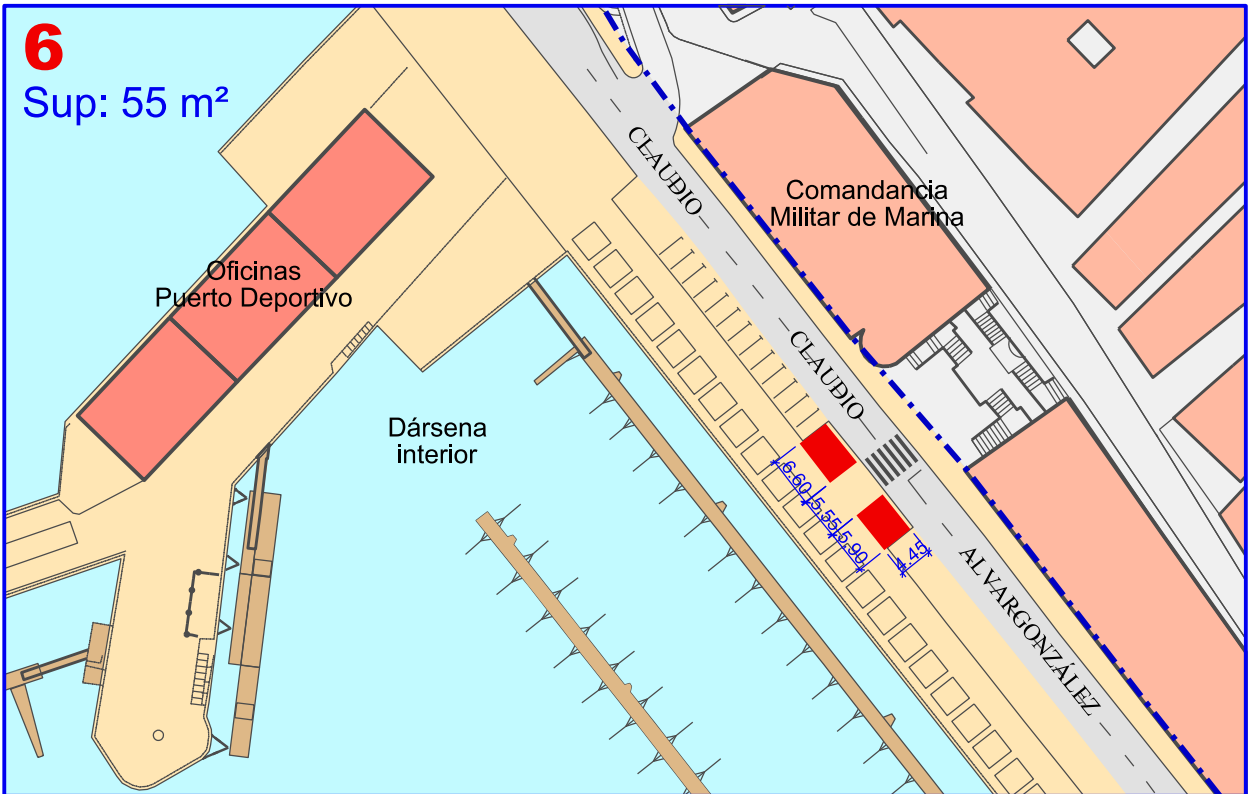 6
Sup: 55 m²
CLAUDIO
Comandancia
Militar de Marina
Oficinas
Puerto Deportivo
CLAUDIO
Dársena
interior
6.60
5.55
5.90
4.45
ALVARGONZÁLEZ